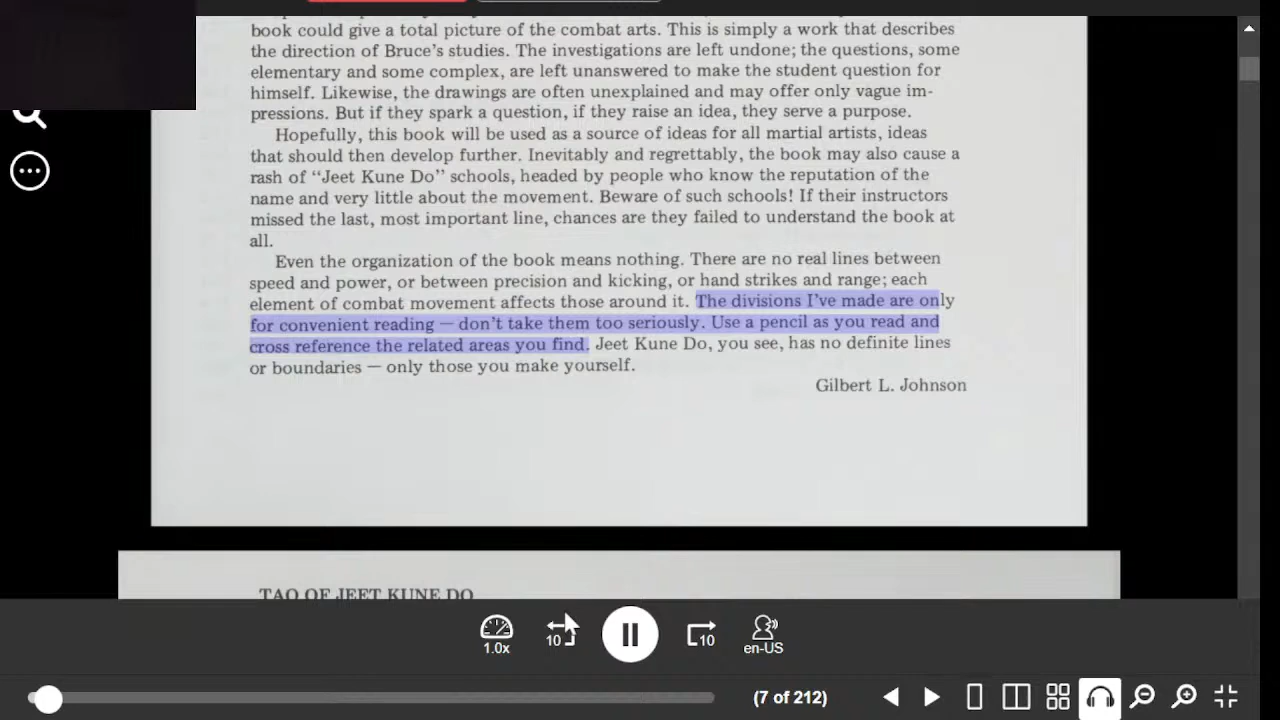 book could give a total picture of the combat arts. This is simply a work that describes
the direction of Bruce's studies. The investigations are left undone; the questions, some
elementary and some complex, are left unanswered to make the student question for
himself. Likewise, the drawings are often unexplained and may offer only vague im-
pressions. But if they spark a question, if they raise an idea, they serve a purpose.
Hopefully, this book will be used as a source of ideas for all martial artists, ideas
that should then develop further. Inevitably and regrettably, the book may also cause a
rash of “Jeet Kune Do” schools, headed by people who know the reputation of the
name and very little about the movement. Beware of such schools! If their instructors
missed the last, most important line, chances are they failed to understand the book at
all.
Even the organization of the book means nothing. There are no real lines between
speed and power, or between precision and kicking, or hand strikes and range; each
element of combat movement affects those around it. The divisions I've made are only
for convenient reading — don't take them too seriously. Use a pencil as you read and
cross reference the related areas you find. Jeet Kune Do, you see, has no definite lines
or boundaries — only those you make yourself.
Gilbert L. Johnson
TAO OF JEET KUNE DO
1.0x
10
10
en-US
(7 of 212)